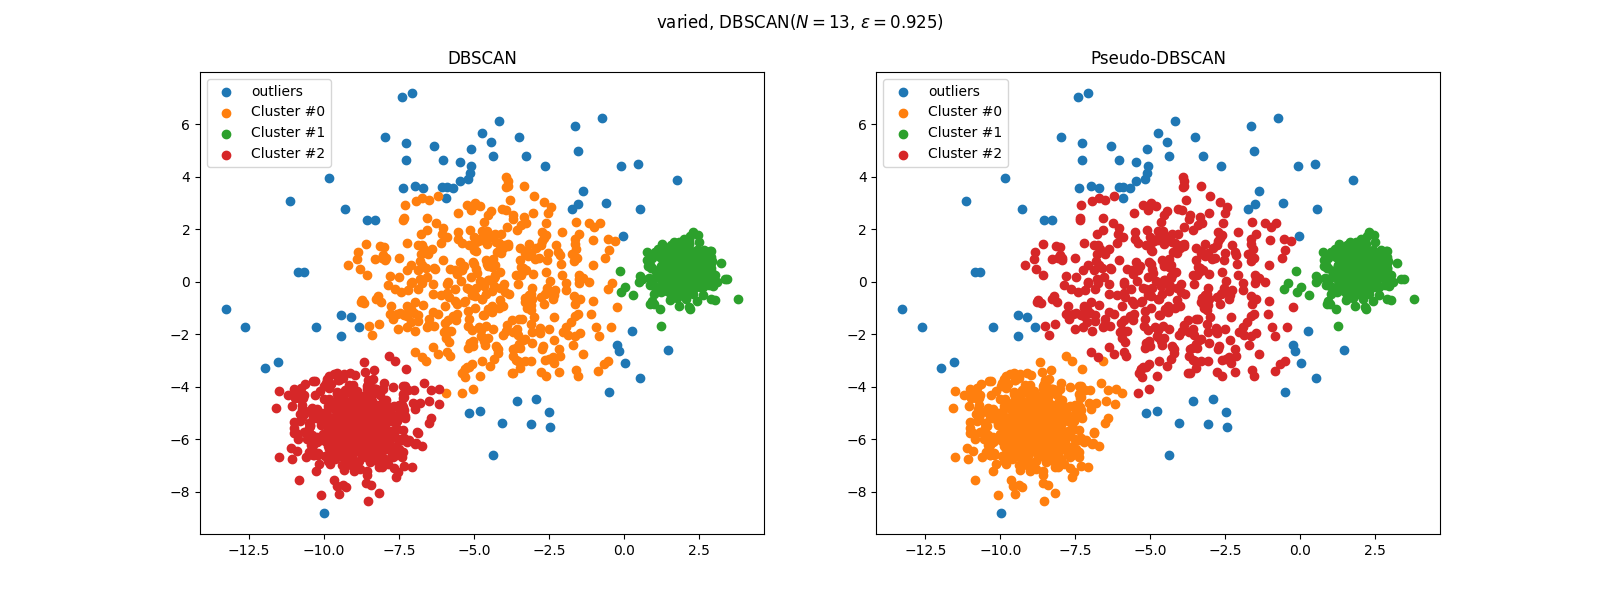 varied, DBSCAN(N = 13, ε = 0.925)
DBSCAN
outliers
Cluster #0
Cluster #1
Cluster #2
6
4
2
0
−2
−4
−6
−8
−12.5 −10.0 −7.5 −5.0 −2.5 0.0 2.5
Pseudo-DBSCAN
outliers
Cluster #0
Cluster #1
Cluster #2
6
4
2
0
−2
−4
−6
−8
−12.5 −10.0 −7.5 −5.0 −2.5 0.0 2.5